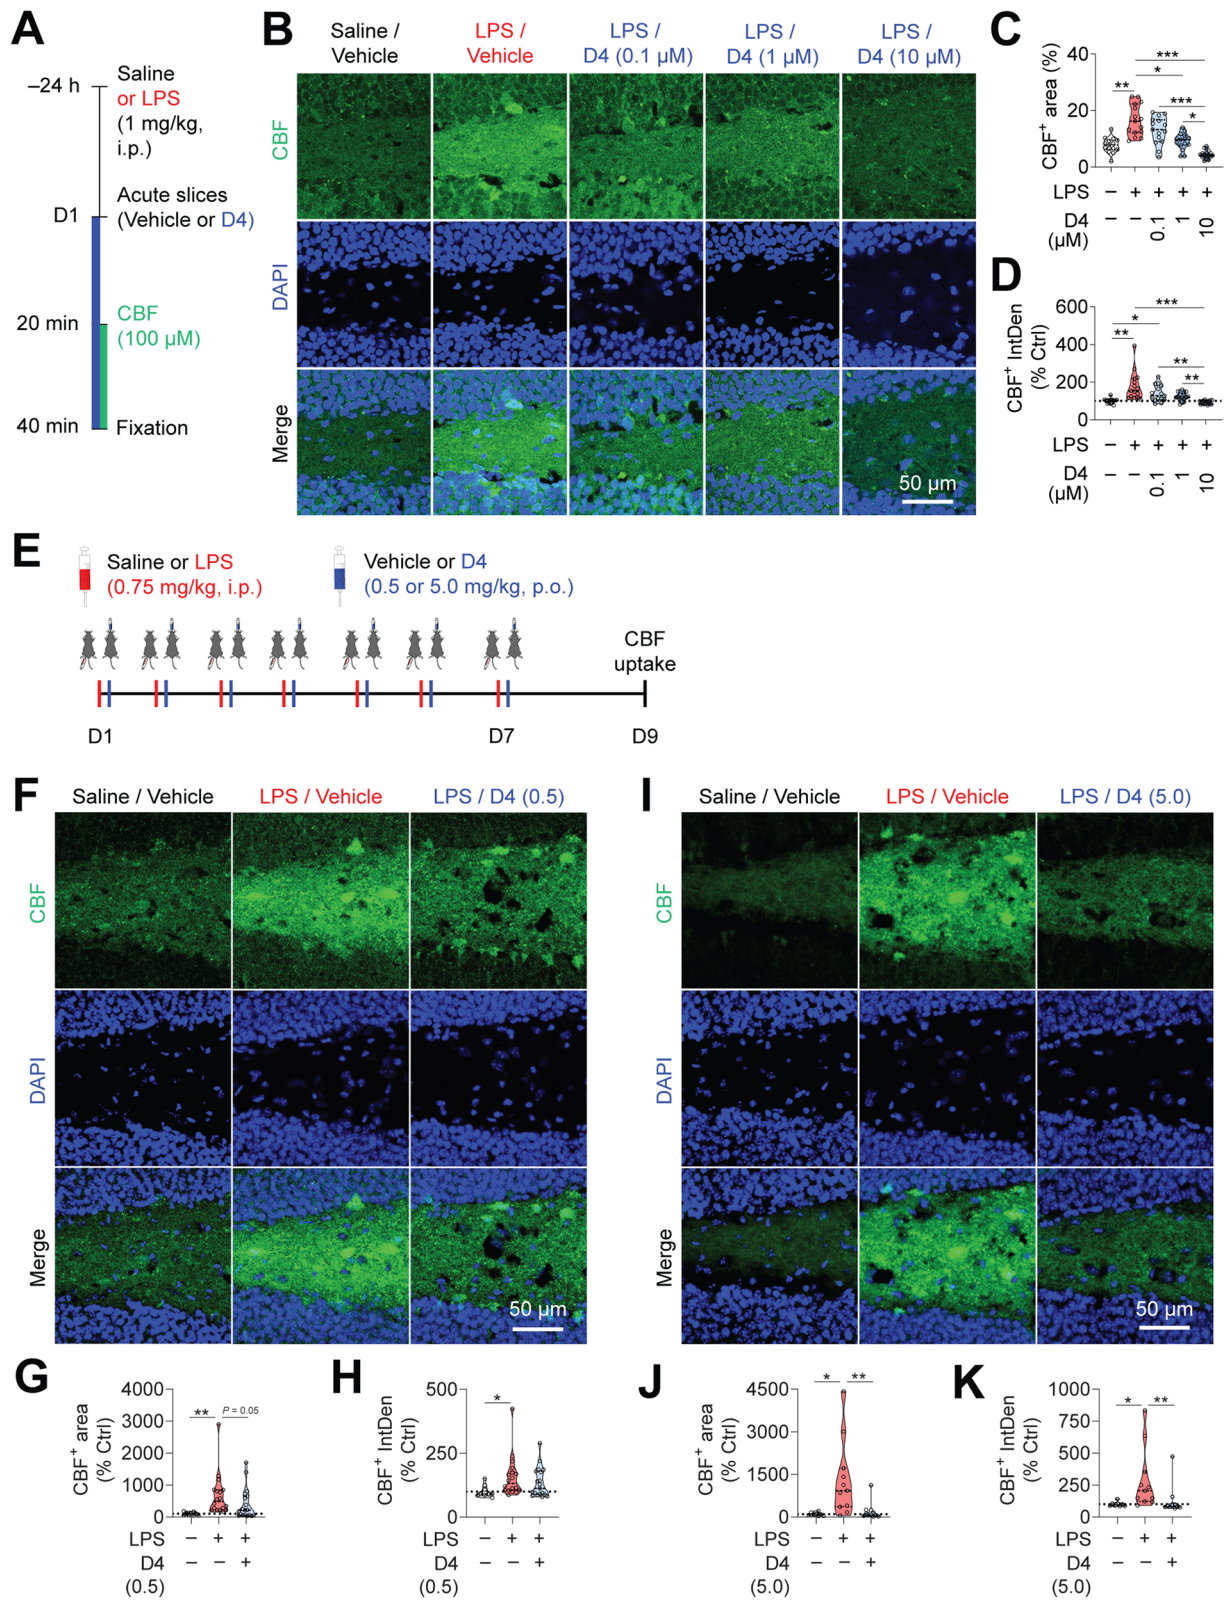 A
–24 h
Saline
or LPS
(1 mg/kg,
i.p.)
Acute slices
D1
(Vehicle or D4)
CBF
20 min
(100 µM)
40 min
Fixation
B
Saline /
Vehicle
LPS /
Vehicle
LPS /
D4 (0.1 µM)
LPS /
D4 (1 µM)
LPS /
D4 (10 µM)
CBF
DAPI
Merge
50 µm
C
CBF+ area (%)
40
20
0
***
*
**
***
*
LPS
– + + + +
D4
(µM)
– – 0.1 1 10
D
CBF+ IntDen
(% Ctrl)
600
400
200
0
***
*
**
**
**
LPS
– + + + +
D4
(µM)
– – 0.1 1 10
E
Saline or LPS
(0.75 mg/kg, i.p.)
Vehicle or D4
(0.5 or 5.0 mg/kg, p.o.)
CBF
uptake
D1
D7
D9
F
Saline / Vehicle
LPS / Vehicle
LPS / D4 (0.5)
CBF
DAPI
Merge
50 µm
I
Saline / Vehicle
LPS / Vehicle
LPS / D4 (5.0)
CBF
DAPI
Merge
50 µm
G
CBF+ area
(% Ctrl)
4000
3000
2000
1000
0
**
P = 0.05
LPS – + +
D4 – – +
(0.5)
H
CBF+ IntDen
(% Ctrl)
500
250
0
*
LPS – + +
D4 – – +
(0.5)
J
CBF+ area
(% Ctrl)
4500
3000
1500
0
*
**
LPS – + +
D4 – – +
(5.0)
K
CBF+ IntDen
(% Ctrl)
1000
750
500
250
0
*
**
LPS – + +
D4 – – +
(5.0)